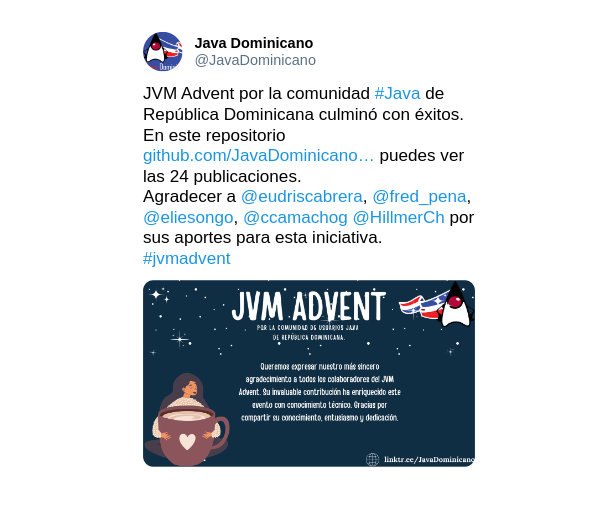 Java Dominicano
@JavaDominicano
JVM Advent por la comunidad #Java de
República Dominicana culminó con éxitos.
En este repositorio
github.com/JavaDominicano… puedes ver
las 24 publicaciones.
Agradecer a @eudriscabrera, @fred_pena,
@eliesongo, @ccamachog @HillmerCh por
sus aportes para esta iniciativa.
#jvmadvent
JVM ADVENT
POR LA COMUNIDAD DE USUARIOS JAVA
DE REPÚBLICA DOMINICANA.
Queremos expresar nuestro más sincero
agradecimiento a todos los colaboradores del JVM
Advent. Su invaluable contribución ha enriquecido este
evento con conocimiento técnico. Gracias por
compartir su conocimiento, entusiasmo y dedicación.
linktr.ee/JavaDominicano